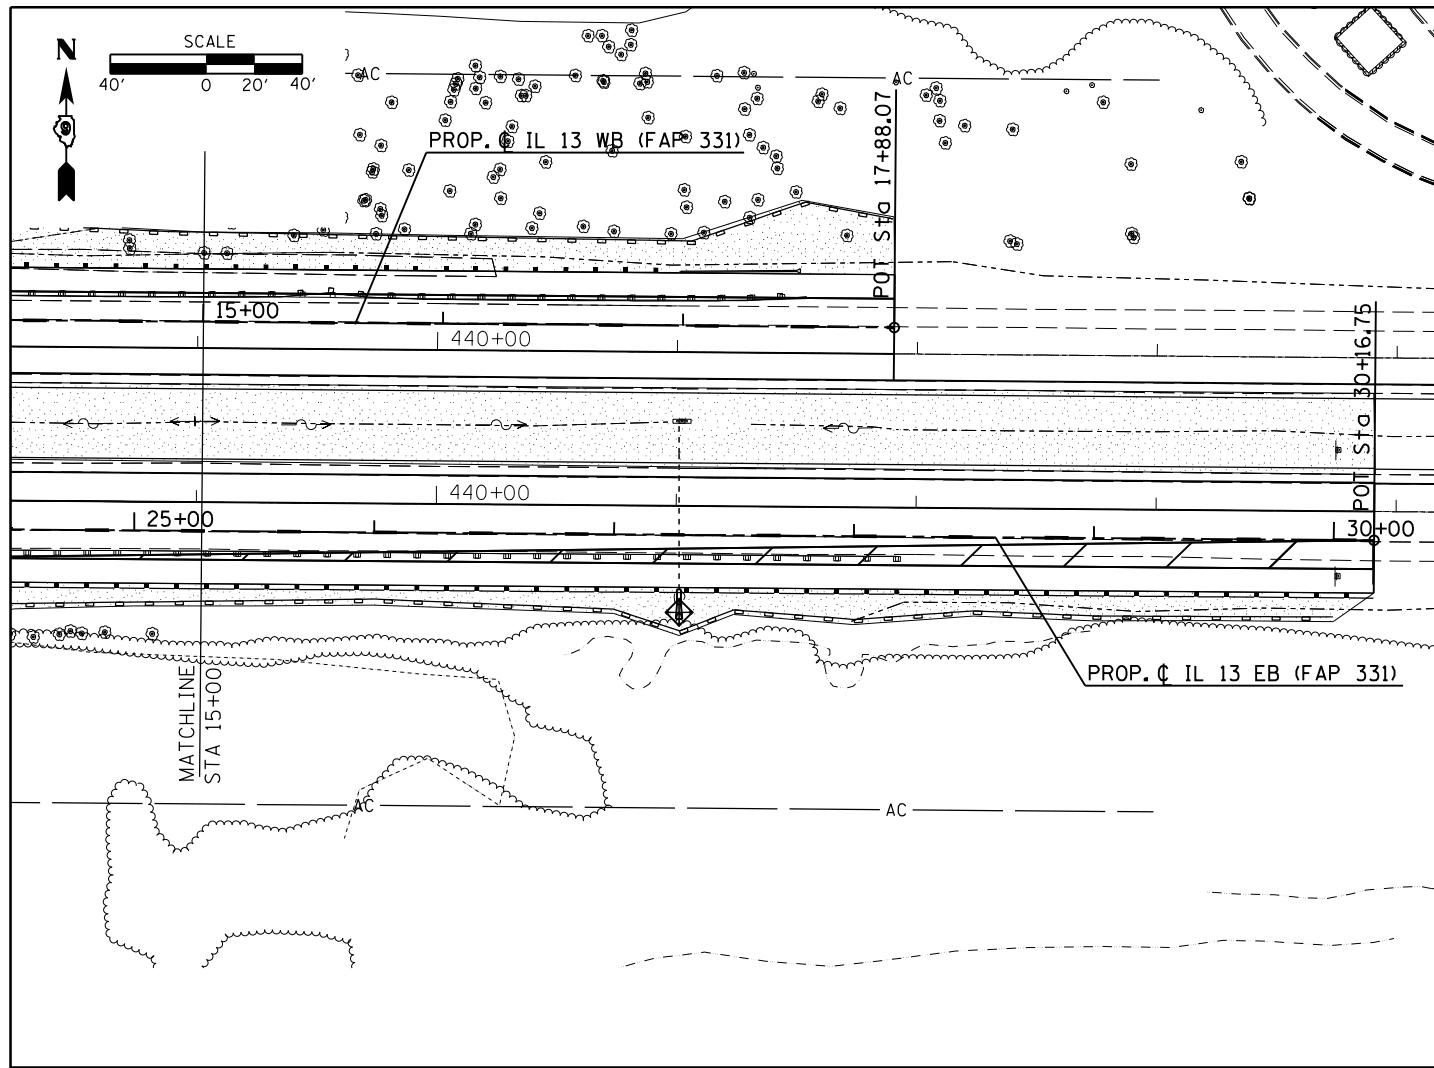 N
SCALE
40' 0 20' 40'
AC
AC
PROP. ℄ IL 13 WB (FAP 331)
POT Sta 17+88.07
15+00
440+00
POT Sta 30+16.75
440+00
25+00
30+00
PROP. ℄ IL 13 EB (FAP 331)
MATCHLINE
STA 15+00
AC
AC